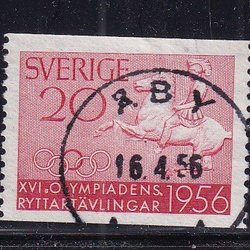 SVERIGE
20
ÅBY
16.4.56
XVI.OLYMPIADENS
RYTTARTÄVLINGAR 1956